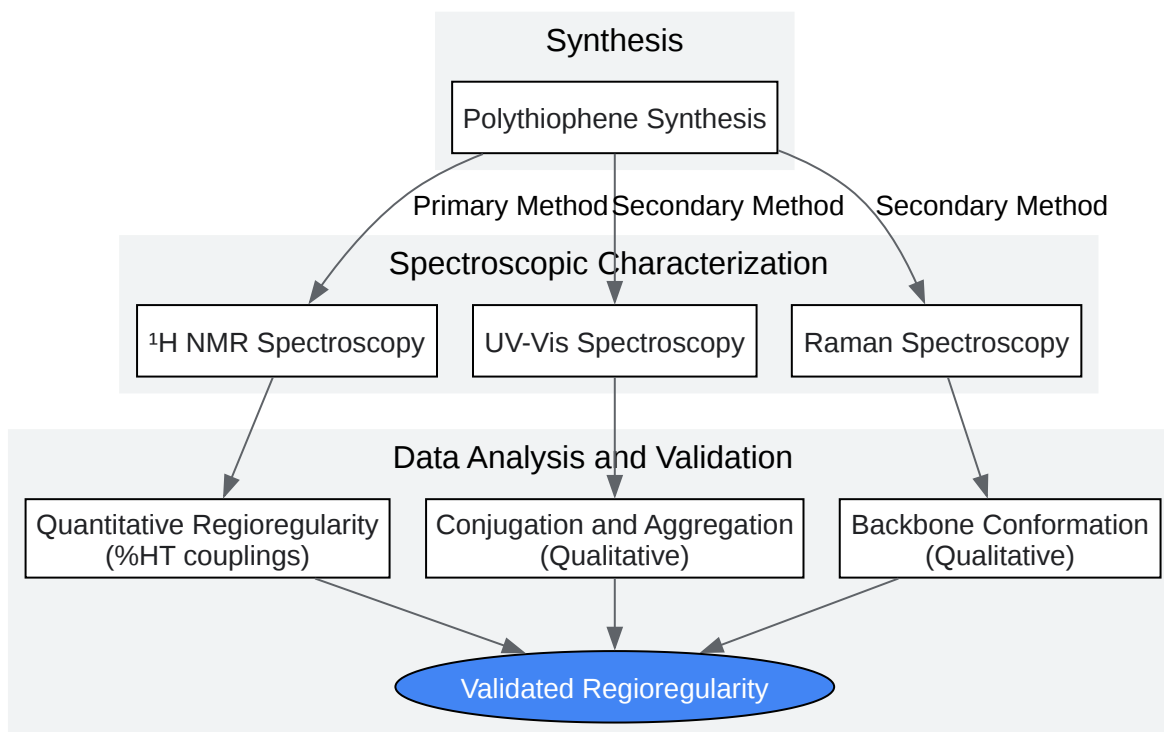 Synthesis
Polythiophene Synthesis
Primary Method
Secondary Method
Secondary Method
Spectroscopic Characterization
¹H NMR Spectroscopy
UV-Vis Spectroscopy
Raman Spectroscopy
Data Analysis and Validation
Quantitative Regioregularity
(%HT couplings)
Conjugation and Aggregation
(Qualitative)
Backbone Conformation
(Qualitative)
Validated Regioregularity